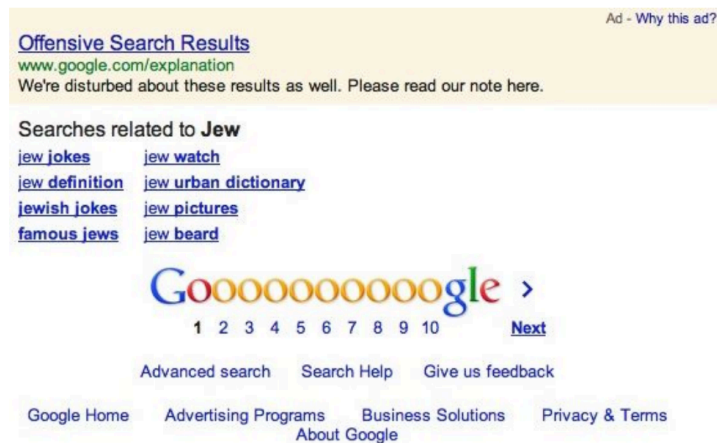 Ad - Why this ad?
Offensive Search Results
www.google.com/explanation
We're disturbed about these results as well. Please read our note here.
Searches related to Jew
jew jokes jew watch
jew definition jew urban dictionary
jewish jokes jew pictures
famous jews jew beard
Goooooooooogle >
1 2 3 4 5 6 7 8 9 10 Next
Advanced search Search Help Give us feedback
Google Home Advertising Programs Business Solutions Privacy & Terms
About Google